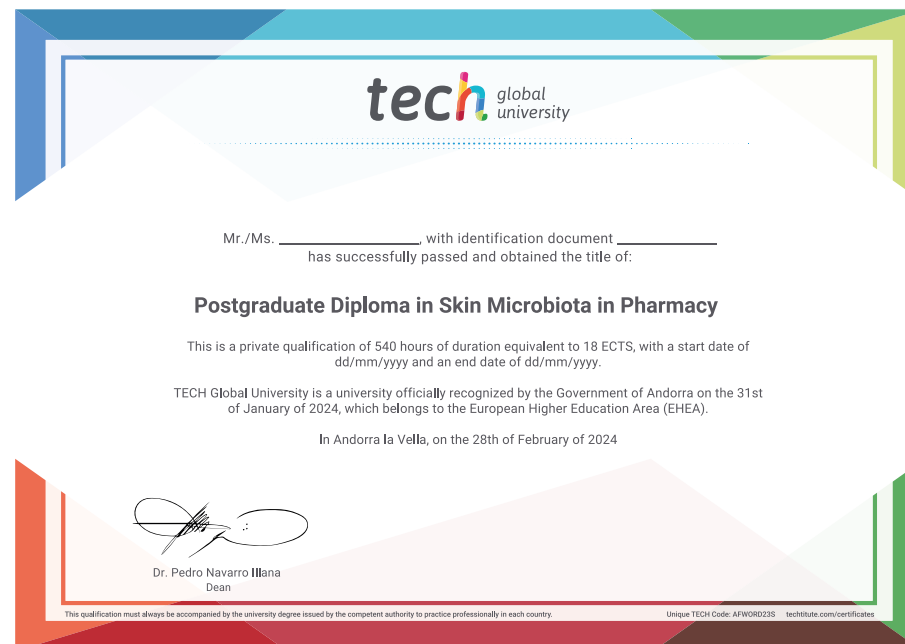 tech global university
Mr./Ms. ____________, with identification document ____________
has successfully passed and obtained the title of:
Postgraduate Diploma in Skin Microbiota in Pharmacy
This is a private qualification of 540 hours of duration equivalent to 18 ECTS, with a start date of
dd/mm/yyyy and an end date of dd/mm/yyyy.
TECH Global University is a university officially recognized by the Government of Andorra on the 31st
of January of 2024, which belongs to the European Higher Education Area (EHEA).
In Andorra la Vella, on the 28th of February of 2024
Dr. Pedro Navarro Illana
Dean
This qualification must always be accompanied by the university degree issued by the competent authority to practice professionally in each country.
Unique TECH Code: AFWORD23S techtitute.com/certificates